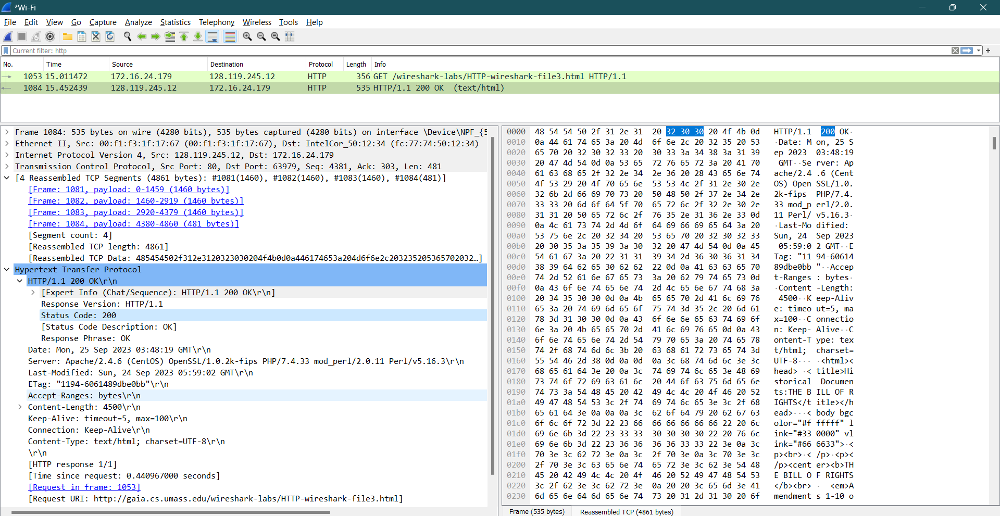 *Wi-Fi
File Edit View Go Capture Analyze Statistics Telephony Wireless Tools Help
Current filter: http
No. Time Source Destination Protocol Length Info
1053 15.011472 172.16.24.179 128.119.245.12 HTTP 356 GET /wireshark-labs/HTTP-wireshark-file3.html HTTP/1.1
1084 15.452439 128.119.245.12 172.16.24.179 HTTP 535 HTTP/1.1 200 OK (text/html)
Frame 1084: 535 bytes on wire (4280 bits), 535 bytes captured (4280 bits) on interface \Device\NPF_{5
Ethernet II, Src: 00:f1:f3:1f:17:67 (00:f1:f3:1f:17:67), Dst: IntelCor_50:12:34 (fc:77:74:50:12:34)
Internet Protocol Version 4, Src: 128.119.245.12, Dst: 172.16.24.179
Transmission Control Protocol, Src Port: 80, Dst Port: 63979, Seq: 4381, Ack: 303, Len: 481
[4 Reassembled TCP Segments (4861 bytes): #1081(1460), #1082(1460), #1083(1460), #1084(481)]
[Frame: 1081, payload: 0-1459 (1460 bytes)]
[Frame: 1082, payload: 1460-2919 (1460 bytes)]
[Frame: 1083, payload: 2920-4379 (1460 bytes)]
[Frame: 1084, payload: 4380-4860 (481 bytes)]
[Segment count: 4]
[Reassembled TCP length: 4861]
[Reassembled TCP Data: 485454502f312e3120323030204f4b0d0a446174653a204d6f6e2c203235205365702032…]
Hypertext Transfer Protocol
HTTP/1.1 200 OK\r\n
[Expert Info (Chat/Sequence): HTTP/1.1 200 OK\r\n]
Response Version: HTTP/1.1
Status Code: 200
[Status Code Description: OK]
Response Phrase: OK
Date: Mon, 25 Sep 2023 03:48:19 GMT\r\n
Server: Apache/2.4.6 (CentOS) OpenSSL/1.0.2k-fips PHP/7.4.33 mod_perl/2.0.11 Perl/v5.16.3\r\n
Last-Modified: Sun, 24 Sep 2023 05:59:02 GMT\r\n
ETag: "1194-6061489dbe0bb"\r\n
Accept-Ranges: bytes\r\n
Content-Length: 4500\r\n
Keep-Alive: timeout=5, max=100\r\n
Connection: Keep-Alive\r\n
Content-Type: text/html; charset=UTF-8\r\n
\r\n
[HTTP response 1/1]
[Time since request: 0.440967000 seconds]
[Request in frame: 1053]
[Request URI: http://gaia.cs.umass.edu/wireshark-labs/HTTP-wireshark-file3.html]
0000 48 54 54 50 2f 31 2e 31 20 32 30 30 20 4f 4b 0d HTTP/1.1 200 OK·
0010 0a 44 61 74 65 3a 20 4d 6f 6e 2c 20 32 35 20 53 ·Date: M on, 25 S
0020 65 70 20 32 30 32 33 20 30 33 3a 34 38 3a 31 39 ep 2023 03:48:19
0030 20 47 4d 54 0d 0a 53 65 72 76 65 72 3a 20 41 70 GMT··Se rver: Ap
0040 61 63 68 65 2f 32 2e 34 2e 36 20 28 43 65 6e 74 ache/2.4 .6 (Cent
0050 4f 53 29 20 4f 70 65 6e 53 53 4c 2f 31 2e 30 2e OS) Open SSL/1.0.
0060 32 6b 2d 66 69 70 73 20 50 48 50 2f 37 2e 34 2e 2k-fips PHP/7.4.
0070 33 33 20 6d 6f 64 5f 70 65 72 6c 2f 32 2e 30 2e 33 mod_p erl/2.0.
0080 31 31 20 50 65 72 6c 2f 76 35 2e 31 36 2e 33 0d 11 Perl/ v5.16.3·
0090 0a 4c 61 73 74 2d 4d 6f 64 69 66 69 65 64 3a 20 ·Last-Mo dified:
00a0 53 75 6e 2c 20 32 34 20 53 65 70 20 32 30 32 33 Sun, 24 Sep 2023
00b0 20 30 35 3a 35 39 3a 30 32 20 47 4d 54 0d 0a 45 05:59:0 2 GMT··E
00c0 54 61 67 3a 20 22 31 31 39 34 2d 36 30 36 31 34 Tag: "11 94-60614
00d0 38 39 64 62 65 30 62 62 22 0d 0a 41 63 63 65 70 89dbe0bb "··Accep
00e0 74 2d 52 61 6e 67 65 73 3a 20 62 79 74 65 73 0d t-Ranges : bytes·
00f0 0a 43 6f 6e 74 65 6e 74 2d 4c 65 6e 67 74 68 3a ·Content -Length:
0100 20 34 35 30 30 0d 0a 4b 65 65 70 2d 41 6c 69 76 4500··K eep-Aliv
0110 65 3a 20 74 69 6d 65 6f 75 74 3d 35 2c 20 6d 61 e: timeo ut=5, ma
0120 78 3d 31 30 30 0d 0a 43 6f 6e 6e 65 63 74 69 6f x=100··C onnectio
0130 6e 3a 20 4b 65 65 70 2d 41 6c 69 76 65 0d 0a 43 n: Keep- Alive··C
0140 6f 6e 74 65 6e 74 2d 54 79 70 65 3a 20 74 65 78 ontent-T ype: tex
0150 74 2f 68 74 6d 6c 3b 20 63 68 61 72 73 65 74 3d t/html; charset=
0160 55 54 46 2d 38 0d 0a 0d 0a 3c 68 74 6d 6c 3e 3c UTF-8··· ·<html><
0170 68 65 61 64 3e 20 0a 3c 74 69 74 6c 65 3e 48 69 head> ·< title>Hi
0180 73 74 6f 72 69 63 61 6c 20 44 6f 63 75 6d 65 6e storical Documen
0190 74 73 3a 54 48 45 20 42 49 4c 4c 20 4f 46 20 52 ts:THE B ILL OF R
01a0 49 47 48 54 53 3c 2f 74 69 74 6c 65 3e 3c 2f 68 IGHTS</t itle></h
01b0 65 61 64 3e 0a 0a 0a 3c 62 6f 64 79 20 62 67 63 ead>···< body bgc
01c0 6f 6c 6f 72 3d 22 23 66 66 66 66 66 66 22 20 6c olor="#f fffff" l
01d0 69 6e 6b 3d 22 23 33 33 30 30 30 30 22 20 76 6c ink="#33 0000" vl
01e0 69 6e 6b 3d 22 23 36 36 36 36 33 33 22 3e 0a 3c ink="#66 6633">·<
01f0 70 3e 3c 62 72 3e 0a 3c 2f 70 3e 0a 3c 70 3e 3c p><br>·< /p>·<p><
0200 2f 70 3e 3c 63 65 6e 74 65 72 3e 3c 62 3e 54 48 /p><cent er><b>TH
0210 45 20 42 49 4c 4c 20 4f 46 20 52 49 47 48 54 53 E BILL O F RIGHTS
0220 3c 2f 62 3e 3c 62 72 3e 0a 20 20 3c 65 6d 3e 41 </b><br> · <em>A
0230 6d 65 6e 64 6d 65 6e 74 73 20 31 2d 31 30 20 6f mendment s 1-10 o
Frame (535 bytes) Reassembled TCP (4861 bytes)